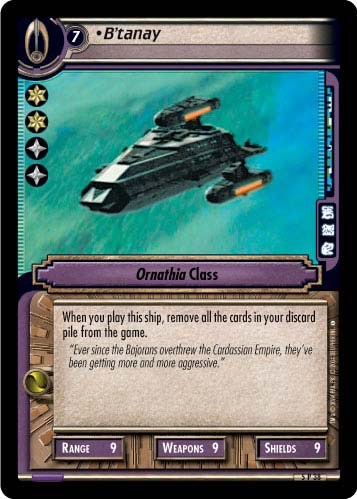 7
•B'tanay
Ornathia Class
When you play this ship, remove all the cards in your discard
pile from the game.
"Ever since the Bajorans overthrew the Cardassian Empire, they've
been getting more and more aggressive."
RANGE 9
WEAPONS 9
SHIELDS 9